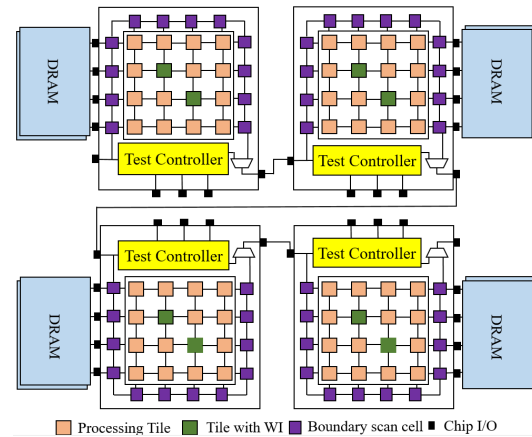 DRAM
DRAM
Test Controller
Test Controller
Test Controller
Test Controller
DRAM
DRAM
Processing Tile Tile with WI Boundary scan cell Chip I/O